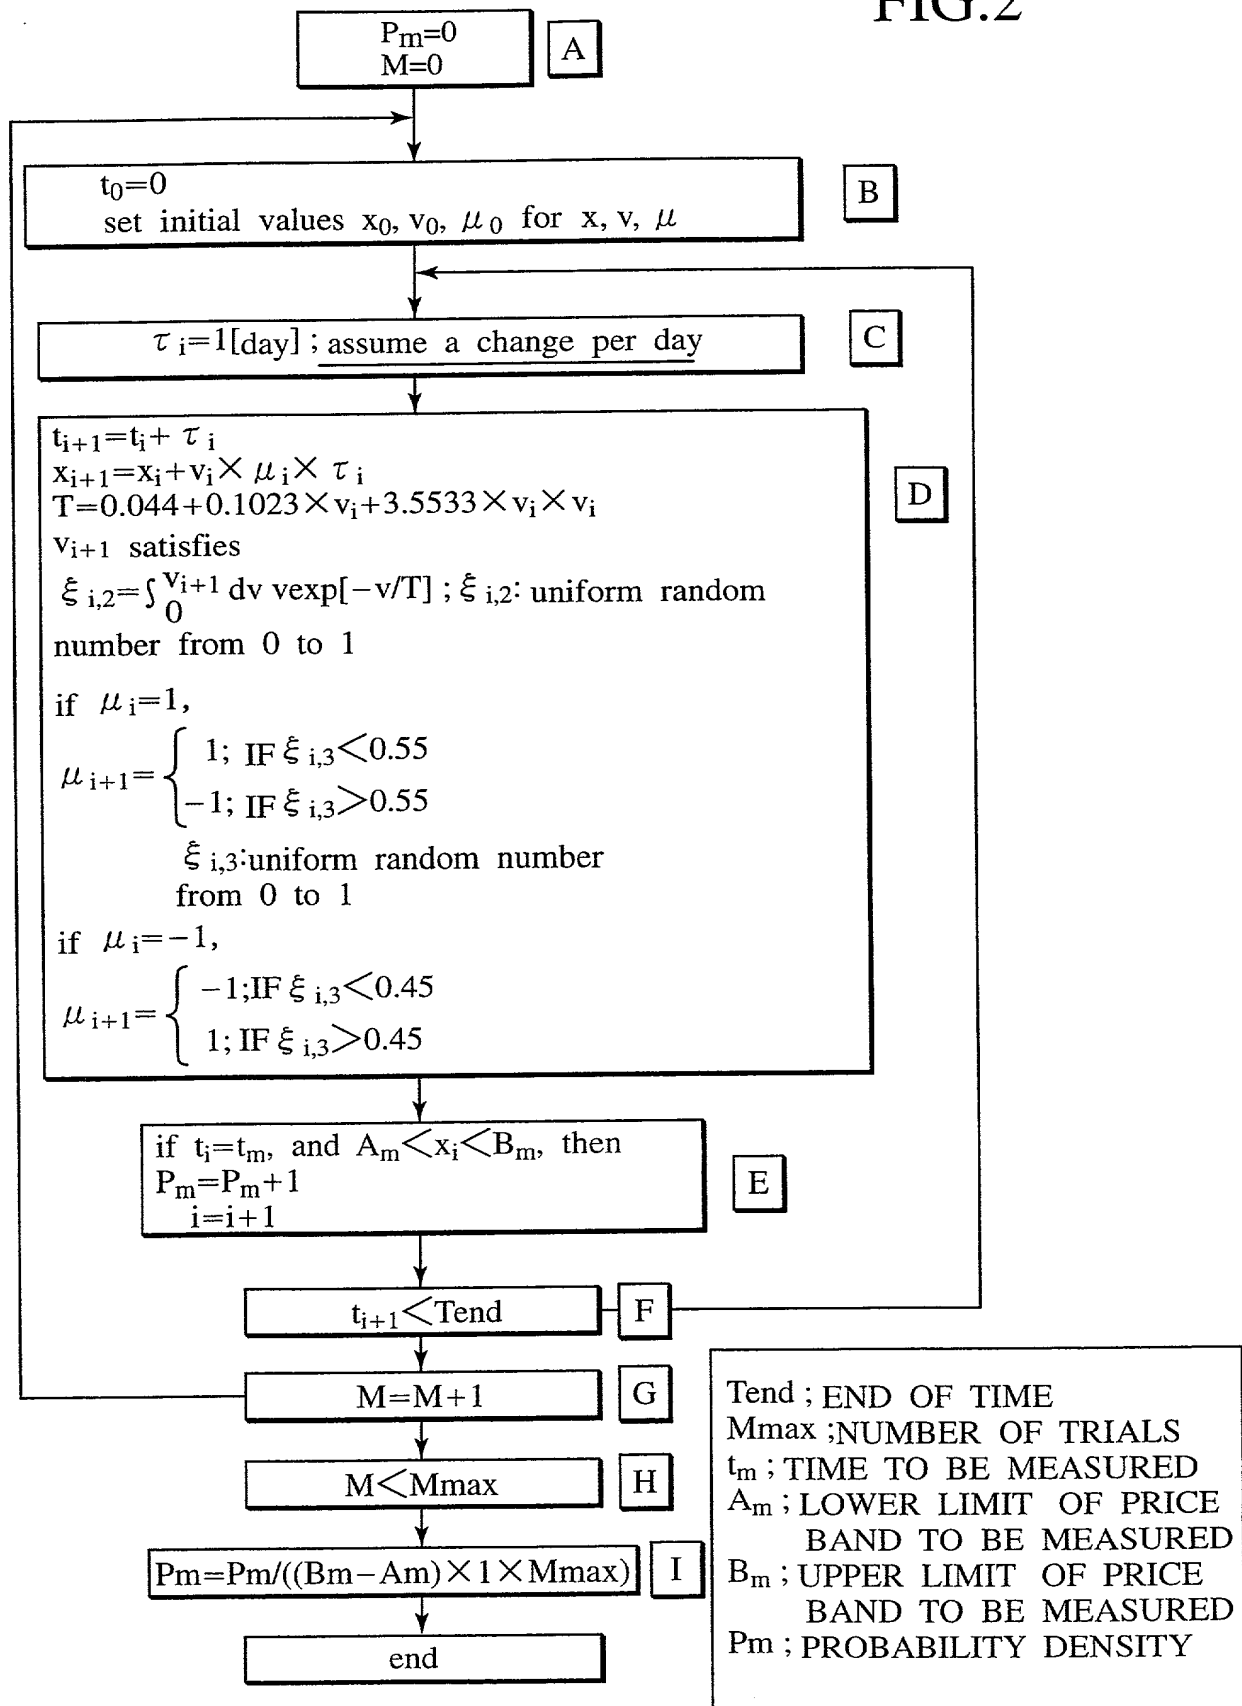 FIG.2
Pm=0
M=0
A
t0=0
set initial values x0, v0, μ0 for x, v, μ
B
τi=1[day] ; assume a change per day
C
ti+1=ti+ τi
xi+1=xi+vi× μi× τi
T=0.044+0.1023×vi+3.5533×vi×vi
D
vi+1 satisfies
ξi,2=∫0vi+1 dv vexp[−v/T] ; ξi,2: uniform random
number from 0 to 1
if μi=1,
μi+1= { 1; IF ξi,3<0.55
−1; IF ξi,3>0.55
ξi,3:uniform random number
from 0 to 1
if μi=−1,
μi+1= { −1;IF ξi,3<0.45
1; IF ξi,3>0.45
if ti=tm, and Am<xi<Bm, then
Pm=Pm+1
i=i+1
E
ti+1<Tend
F
M=M+1
G
M<Mmax
H
Pm=Pm/((Bm−Am)×1×Mmax)
I
end
Tend ; END OF TIME
Mmax ;NUMBER OF TRIALS
tm ; TIME TO BE MEASURED
Am ; LOWER LIMIT OF PRICE
BAND TO BE MEASURED
Bm ; UPPER LIMIT OF PRICE
BAND TO BE MEASURED
Pm ; PROBABILITY DENSITY